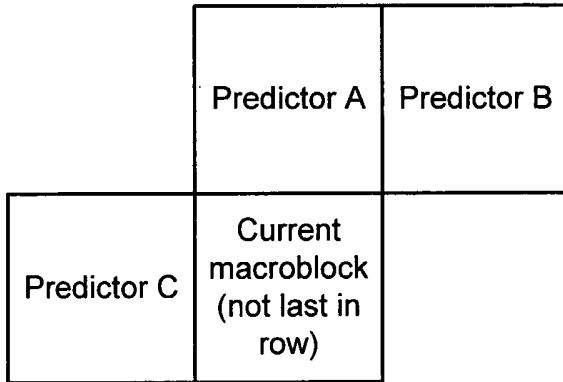 Predictor A
Predictor B
Predictor C
Current
macroblock
(not last in
row)